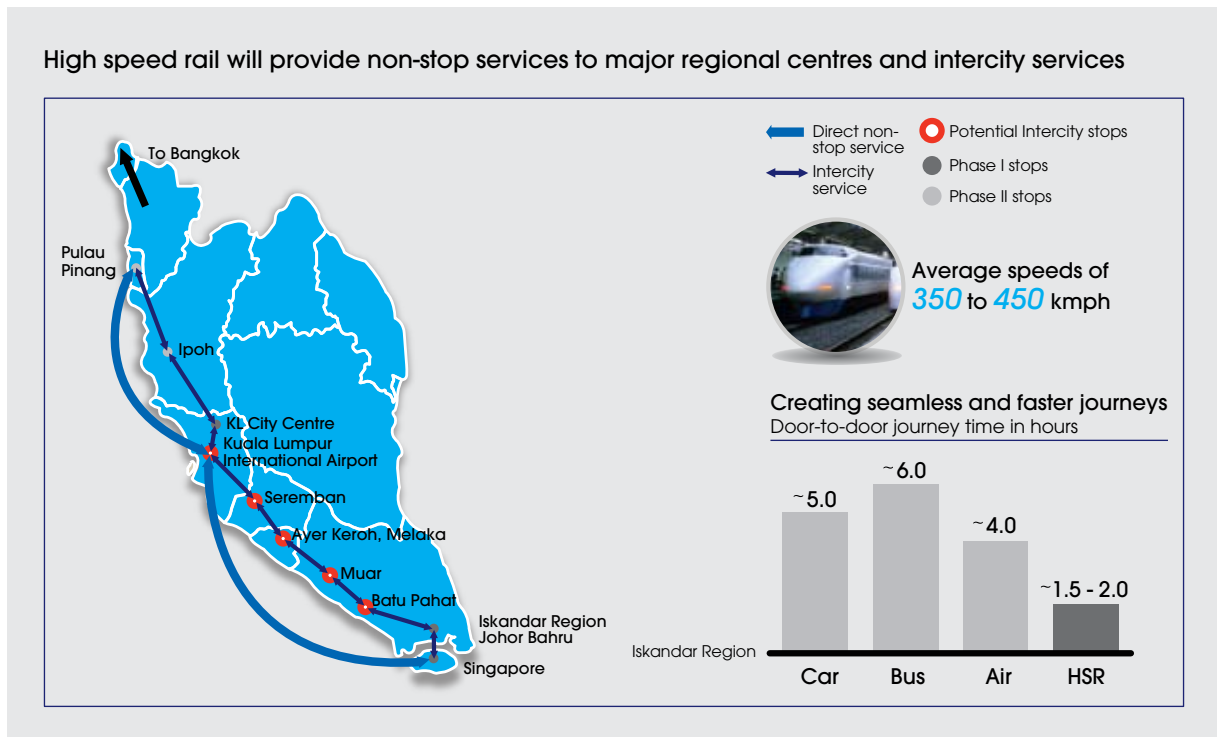 High speed rail will provide non-stop services to major regional centres and intercity services
To Bangkok
Pulau
Pinang
Ipoh
KL City Centre
Kuala Lumpur
International Airport
Seremban
Ayer Keroh, Melaka
Muar
Batu Pahat
Iskandar Region
Johor Bahru
Singapore
Direct non-
stop service
Intercity
service
Potential Intercity stops
Phase I stops
Phase II stops
Average speeds of
350 to 450 kmph
Creating seamless and faster journeys
Door-to-door journey time in hours
~5.0
~6.0
~4.0
~1.5 - 2.0
Iskandar Region
Car
Bus
Air
HSR